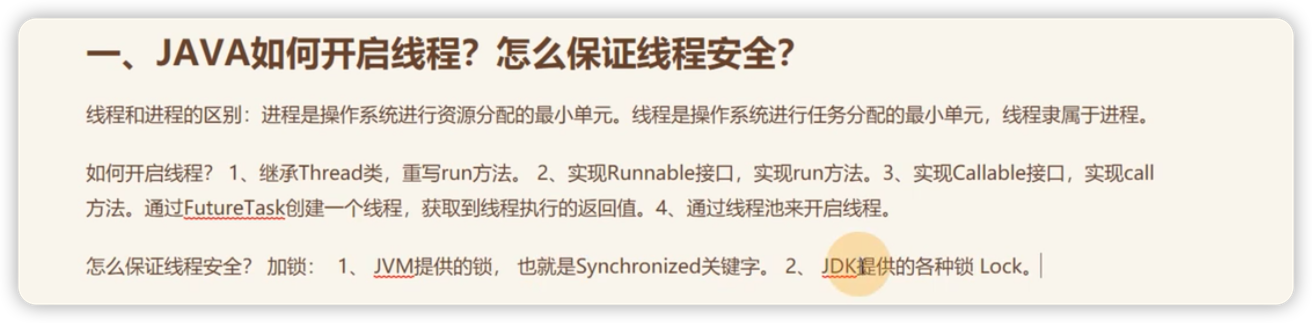 一、JAVA如何开启线程？怎么保证线程安全？
线程和进程的区别：进程是操作系统进行资源分配的最小单元。线程是操作系统进行任务分配的最小单元，线程隶属于进程。
如何开启线程？ 1、继承Thread类，重写run方法。 2、实现Runnable接口，实现run方法。3、实现Callable接口，实现call
方法。通过FutureTask创建一个线程，获取到线程执行的返回值。4、通过线程池来开启线程。
怎么保证线程安全？ 加锁： 1、 JVM提供的锁， 也就是Synchronized关键字。 2、 JDK提供的各种锁 Lock。